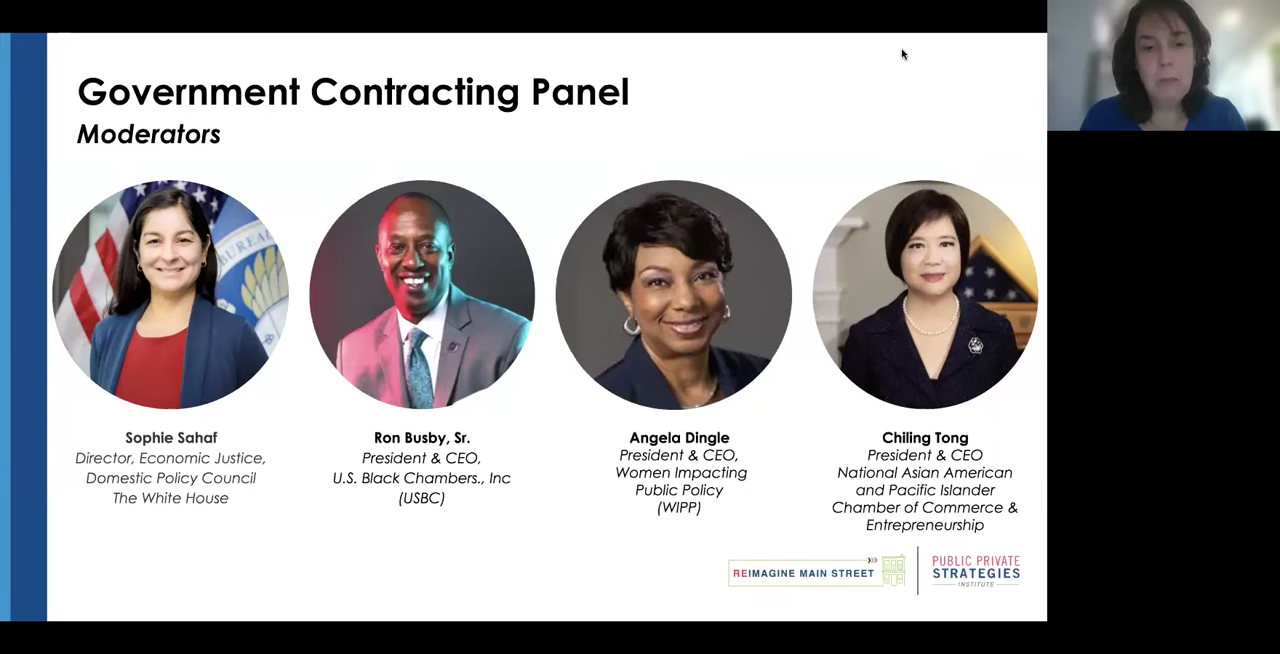 Government Contracting Panel
Moderators
BUREAU
Sophie Sahaf
Director, Economic Justice,
Domestic Policy Council
The White House
Ron Busby, Sr.
President & CEO,
U.S. Black Chambers., Inc
(USBC)
Angela Dingle
President & CEO,
Women Impacting
Public Policy
(WIPP)
Chiling Tong
President & CEO
National Asian American
and Pacific Islander
Chamber of Commerce &
Entrepreneurship
REIMAGINE MAIN STREET
PUBLIC PRIVATE
STRATEGIES
INSTITUTE